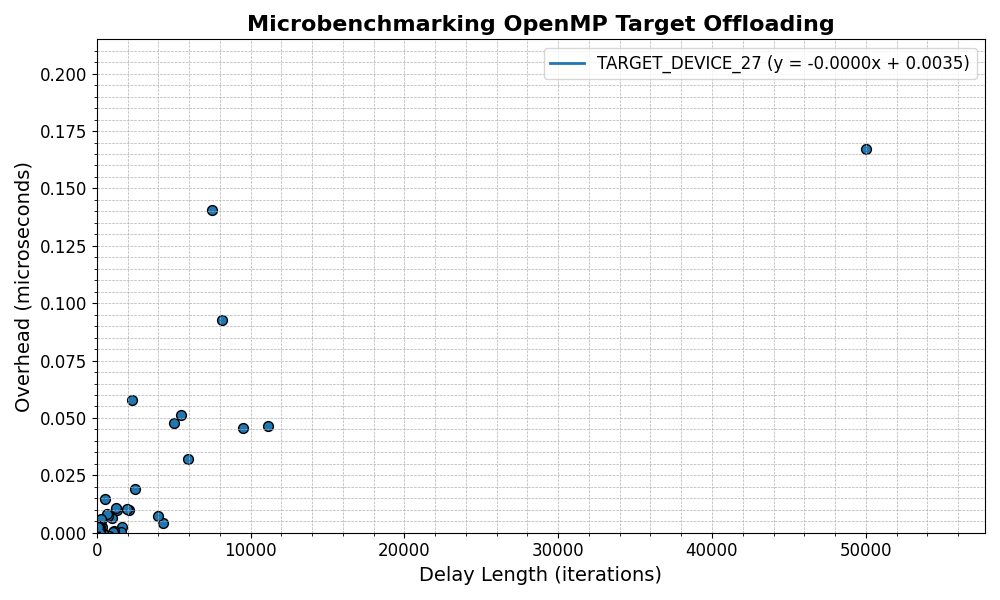 Microbenchmarking OpenMP Target Offloading
TARGET_DEVICE_27 (y = -0.0000x + 0.0035)
Overhead (microseconds)
0.200
0.175
0.150
0.125
0.100
0.075
0.050
0.025
0.000
0 10000 20000 30000 40000 50000
Delay Length (iterations)